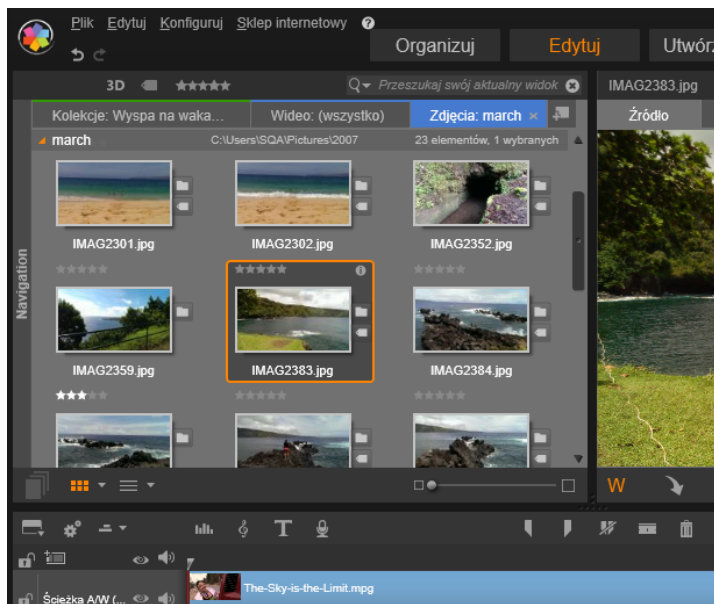 Plik Edytuj Konfiguruj Sklep internetowy ?
Organizuj Edytuj Utwórz
3D Przeszukaj swój aktualny widok IMAG2383.jpg
Kolekcje: Wyspa na waka... Wideo: (wszystko) Zdjęcia: march × Źródło
march C:\Users\SQA\Pictures\2007 23 elementów, 1 wybranych
Navigation
IMAG2301.jpg IMAG2302.jpg IMAG2352.jpg
IMAG2359.jpg IMAG2383.jpg IMAG2384.jpg
W
T
The-Sky-is-the-Limit.mpg
Ścieżka A/W (...